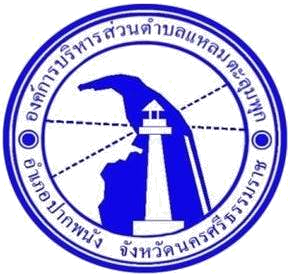 องค์การบริหารส่วนตำบลแหลมตะลุมพุก
อำเภอปากพนัง จังหวัดนครศรีธรรมราช